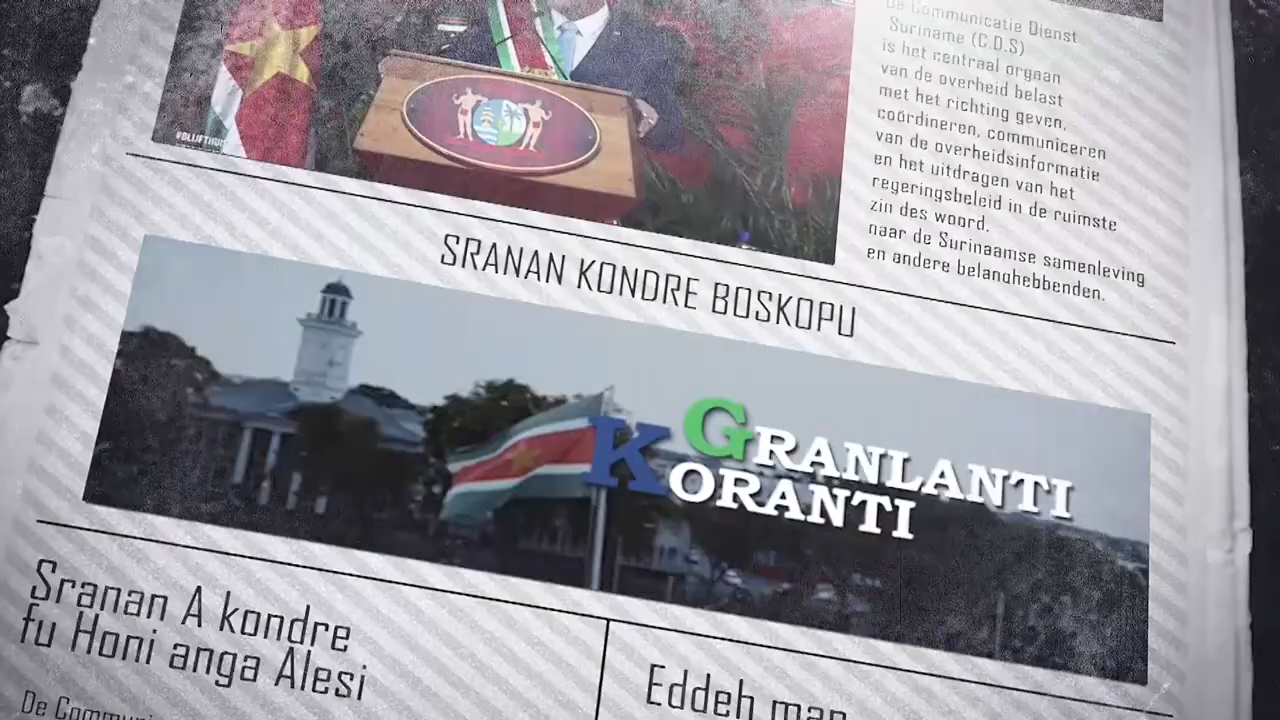 De Communicatie Dienst
Suriname (C.D.S)
is het centraal orgaan
van de overheid belast
met het richting geven,
coördineren, communiceren
van de overheidsinformatie
en het uitdragen van het
regeringsbeleid in de ruimste
zin des woord,
naar de Surinaamse samenleving
en andere belanghebbenden.
SRANAN KONDRE BOSKOPU
GRANLANTI
KORANTI
Sranan A kondre
fu Honi anga Alesi
Eddeh man
De